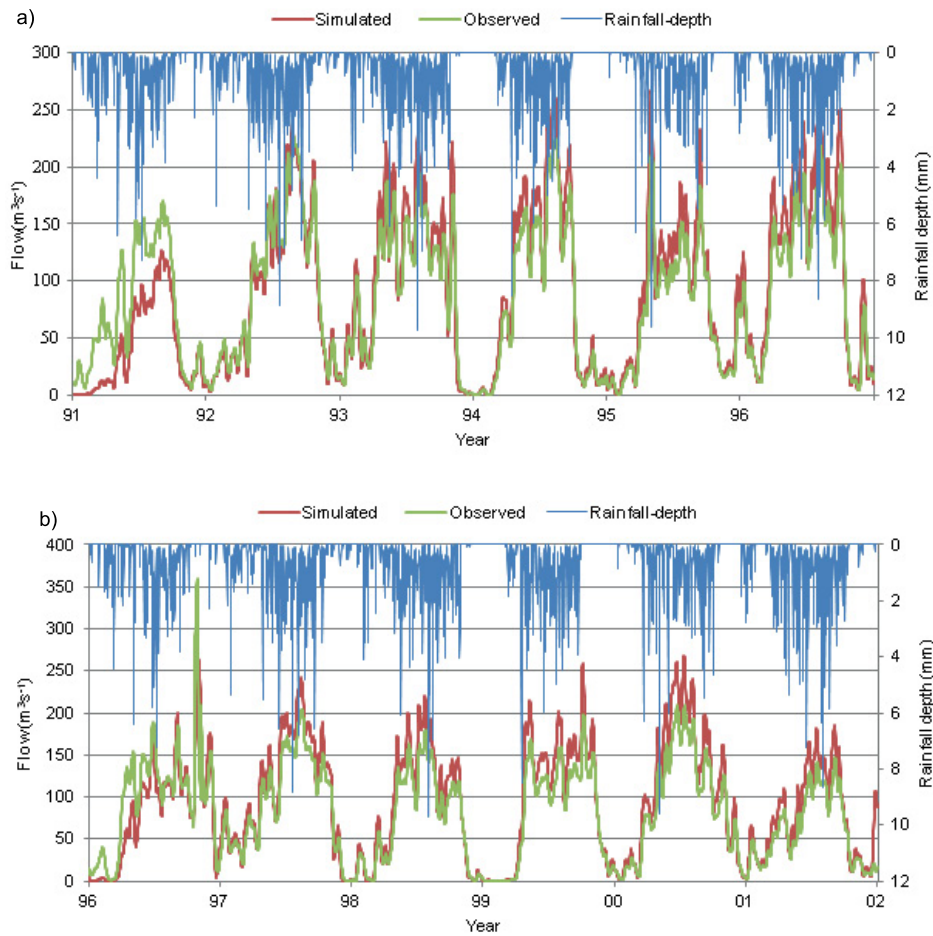 a)
Simulated Observed Rainfall-depth
300 0
250 2
200 4
150 6
100 8
50 10
0 12
Flow(m³s⁻¹)
Rainfall depth (mm)
91 92 93 94 95 96
Year
b)
Simulated Observed Rainfall-depth
400 0
350
300 2
250 4
200 6
150 8
100 10
50
0 12
Flow(m³s⁻¹)
Rainfall depth (mm)
96 97 98 99 00 01 02
Year